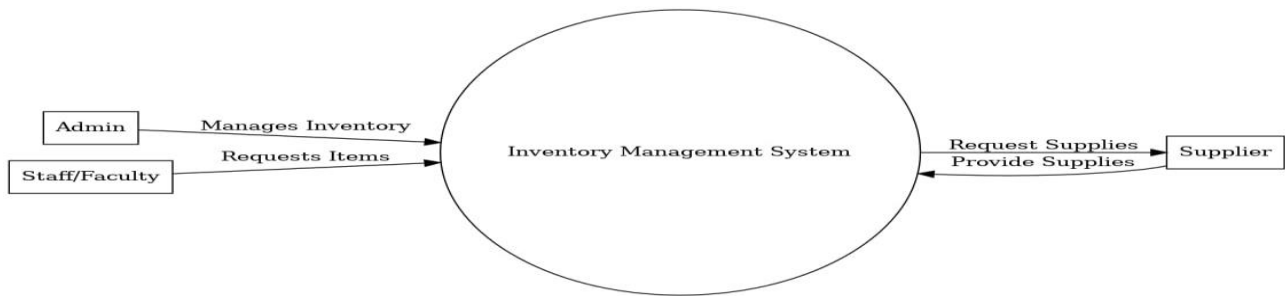 Admin
Manages Inventory
Requests Items
Staff/Faculty
Inventory Management System
Request Supplies
Provide Supplies
Supplier